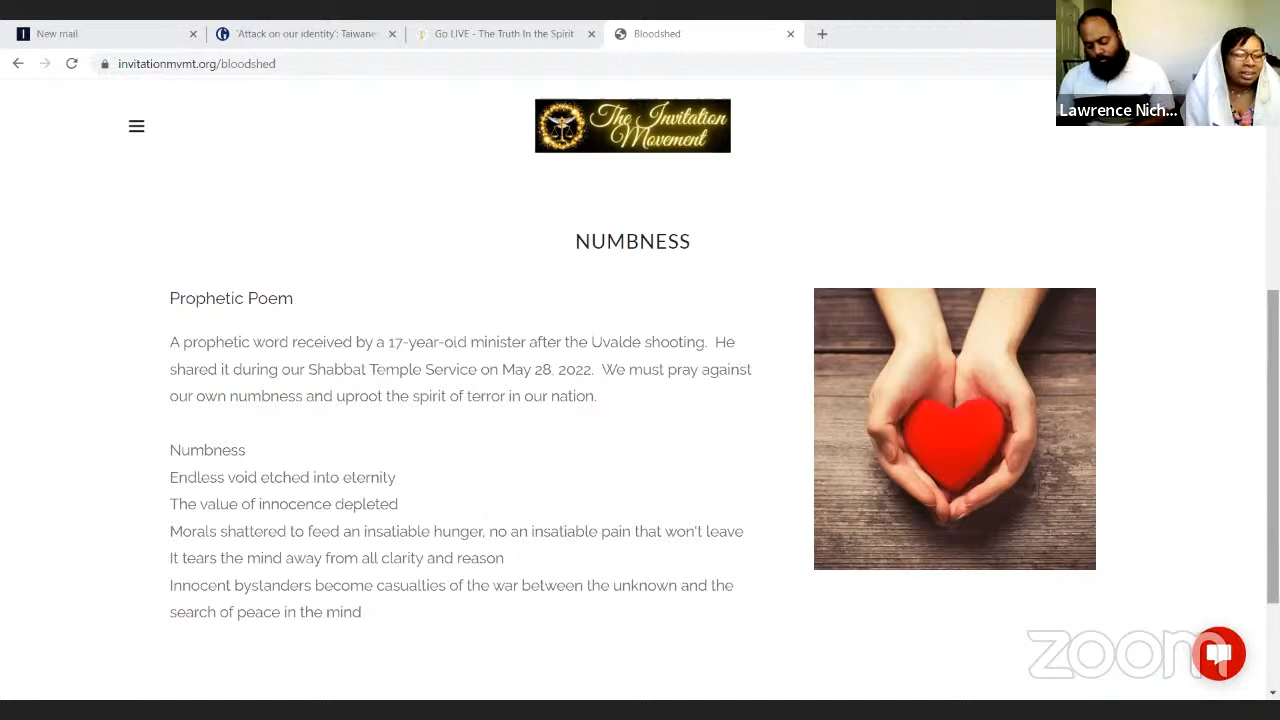 New mail
'Attack on our identity': Taiwane
Go LIVE - The Truth In the Spirit
Bloodshed
invitationmvmt.org/bloodshed
The Invitation
Movement
Lawrence Nich...
NUMBNESS
Prophetic Poem
A prophetic word received by a 17-year-old minister after the Uvalde shooting. He
shared it during our Shabbat Temple Service on May 28, 2022. We must pray against
our own numbness and uproot the spirit of terror in our nation.
Numbness
Endless void etched into eternity
The value of innocence depleted
Morals shattered to feed an insatiable hunger, no an insatiable pain that won't leave
It tears the mind away from all clarity and reason
Innocent bystanders become casualties of the war between the unknown and the
search of peace in the mind
zoom